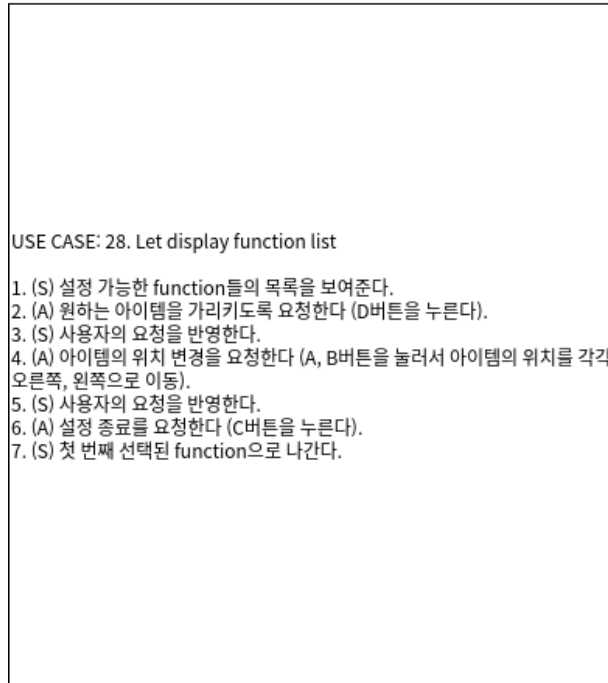 USE CASE: 28. Let display function list
1. (S) 설정 가능한 function들의 목록을 보여준다.
2. (A) 원하는 아이템을 가리키도록 요청한다 (D버튼을 누른다).
3. (S) 사용자의 요청을 반영한다.
4. (A) 아이템의 위치 변경을 요청한다 (A, B버튼을 눌러서 아이템의 위치를 각각
오른쪽, 왼쪽으로 이동).
5. (S) 사용자의 요청을 반영한다.
6. (A) 설정 종료를 요청한다 (C버튼을 누른다).
7. (S) 첫 번째 선택된 function으로 나간다.